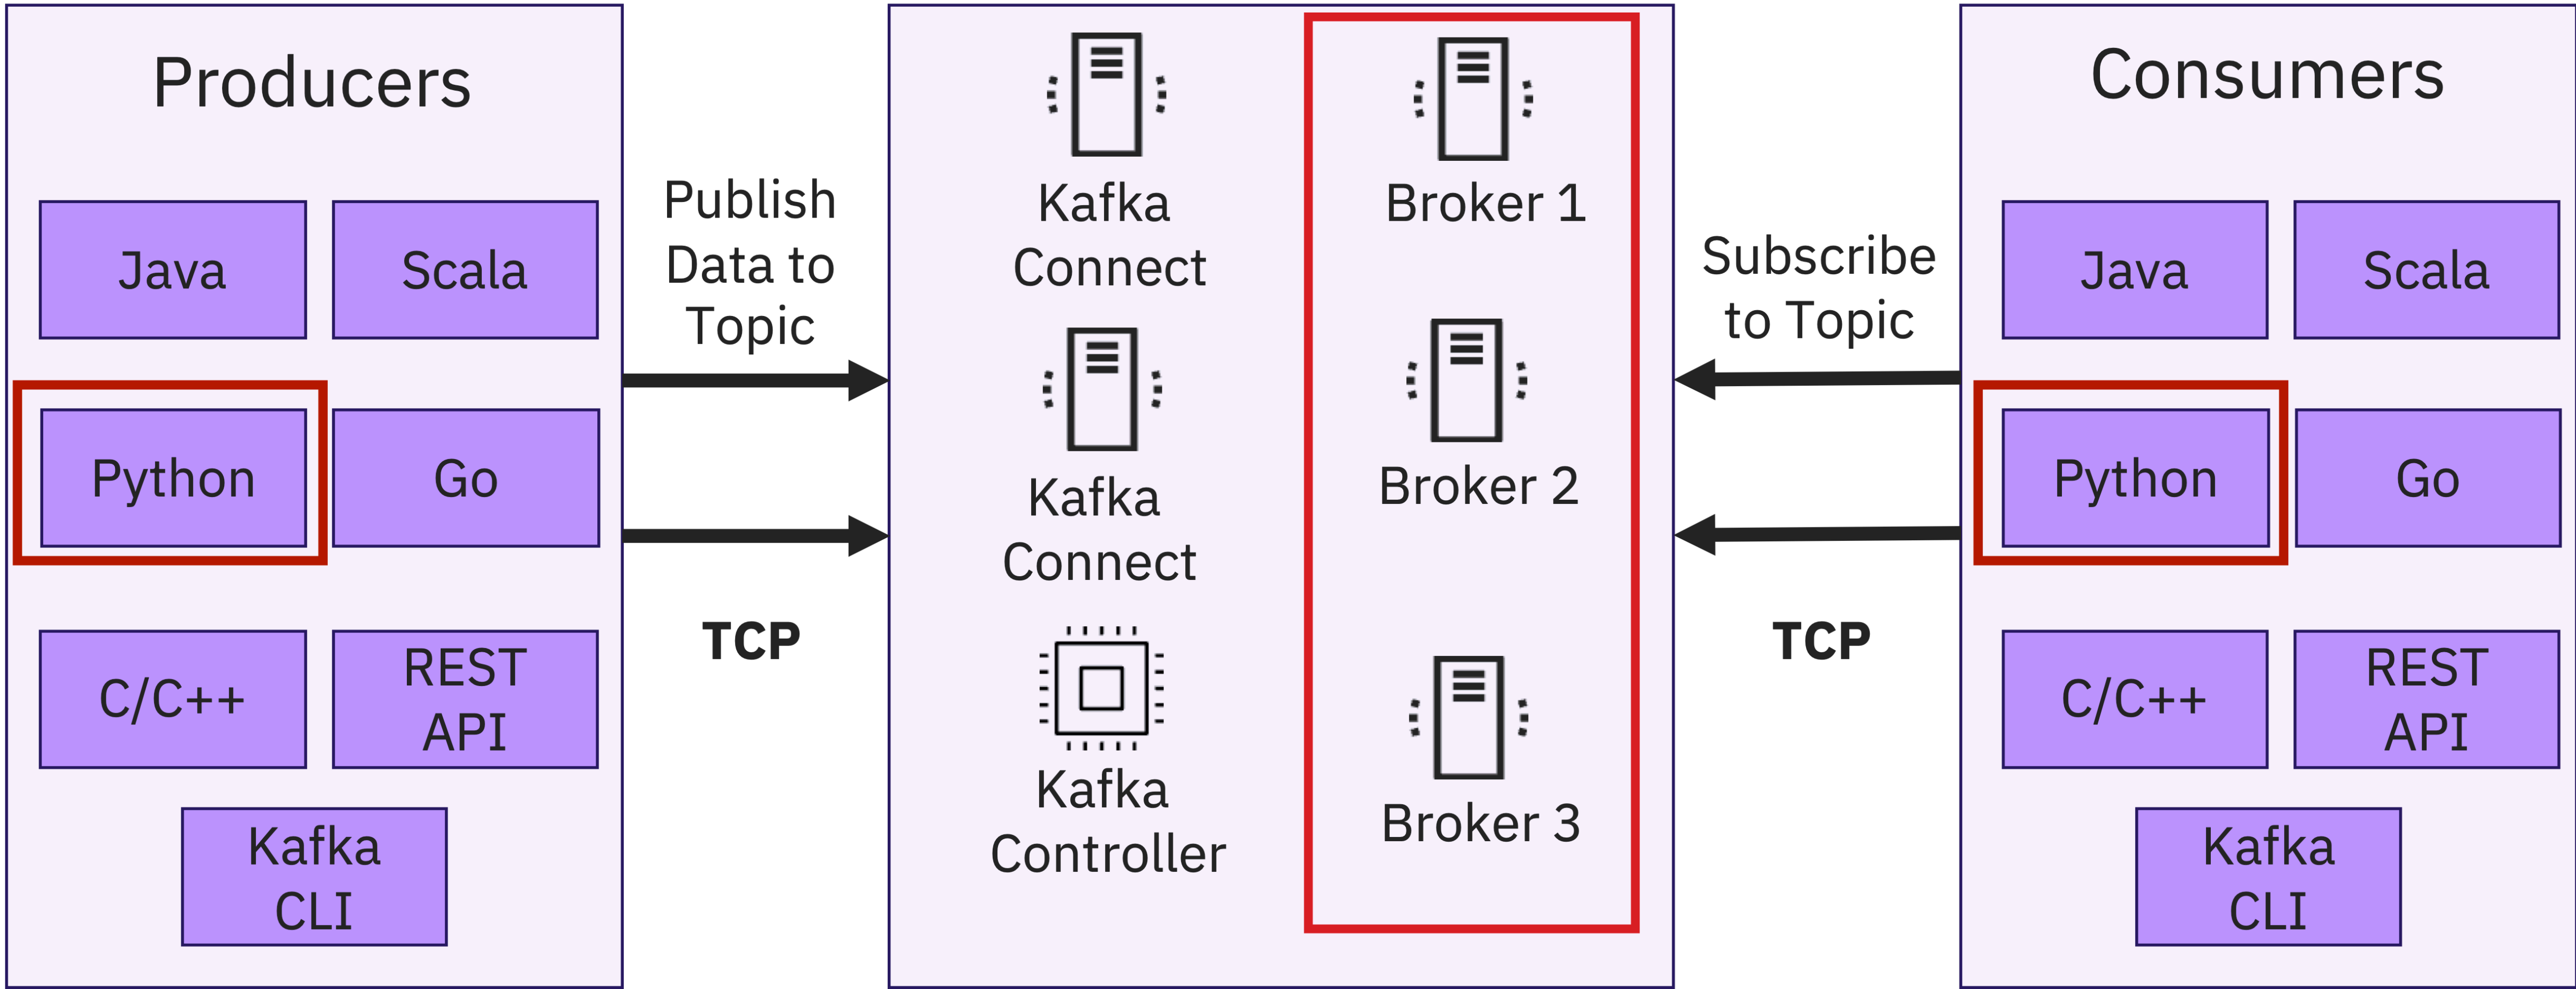 Producers
Java
Scala
Python
Go
C/C++
REST
API
Kafka
CLI
Publish
Data to
Topic
TCP
Kafka
Connect
Kafka
Connect
Kafka
Controller
Broker 1
Broker 2
Broker 3
Subscribe
to Topic
TCP
Consumers
Java
Scala
Python
Go
C/C++
REST
API
Kafka
CLI